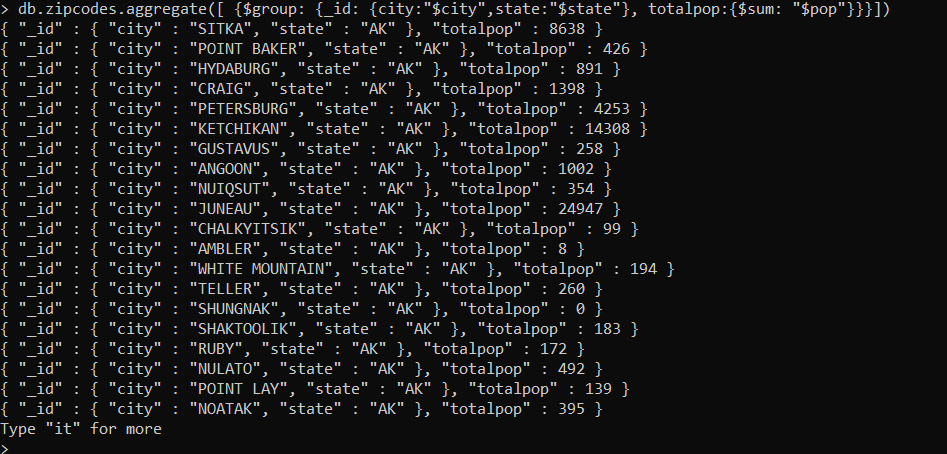 > db.zipcodes.aggregate([ {$group: {_id: {city:"$city",state:"$state"}, totalpop:{$sum: "$pop"}}}])
{ "_id" : { "city" : "SITKA", "state" : "AK" }, "totalpop" : 8638 }
{ "_id" : { "city" : "POINT BAKER", "state" : "AK" }, "totalpop" : 426 }
{ "_id" : { "city" : "HYDABURG", "state" : "AK" }, "totalpop" : 891 }
{ "_id" : { "city" : "CRAIG", "state" : "AK" }, "totalpop" : 1398 }
{ "_id" : { "city" : "PETERSBURG", "state" : "AK" }, "totalpop" : 4253 }
{ "_id" : { "city" : "KETCHIKAN", "state" : "AK" }, "totalpop" : 14308 }
{ "_id" : { "city" : "GUSTAVUS", "state" : "AK" }, "totalpop" : 258 }
{ "_id" : { "city" : "ANGOON", "state" : "AK" }, "totalpop" : 1002 }
{ "_id" : { "city" : "NUIQSUT", "state" : "AK" }, "totalpop" : 354 }
{ "_id" : { "city" : "JUNEAU", "state" : "AK" }, "totalpop" : 24947 }
{ "_id" : { "city" : "CHALKYITSIK", "state" : "AK" }, "totalpop" : 99 }
{ "_id" : { "city" : "AMBLER", "state" : "AK" }, "totalpop" : 8 }
{ "_id" : { "city" : "WHITE MOUNTAIN", "state" : "AK" }, "totalpop" : 194 }
{ "_id" : { "city" : "TELLER", "state" : "AK" }, "totalpop" : 260 }
{ "_id" : { "city" : "SHUNGNAK", "state" : "AK" }, "totalpop" : 0 }
{ "_id" : { "city" : "SHAKTOOLIK", "state" : "AK" }, "totalpop" : 183 }
{ "_id" : { "city" : "RUBY", "state" : "AK" }, "totalpop" : 172 }
{ "_id" : { "city" : "NULATO", "state" : "AK" }, "totalpop" : 492 }
{ "_id" : { "city" : "POINT LAY", "state" : "AK" }, "totalpop" : 139 }
{ "_id" : { "city" : "NOATAK", "state" : "AK" }, "totalpop" : 395 }
Type "it" for more
>